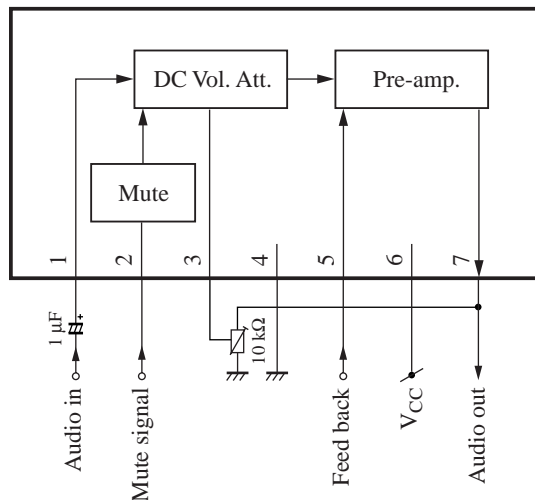 DC Vol. Att.
Pre-amp.
Mute
1
2
3
4
5
6
7
1 µF
+
10 kΩ
Audio in
Mute signal
Feed back
VCC
Audio out